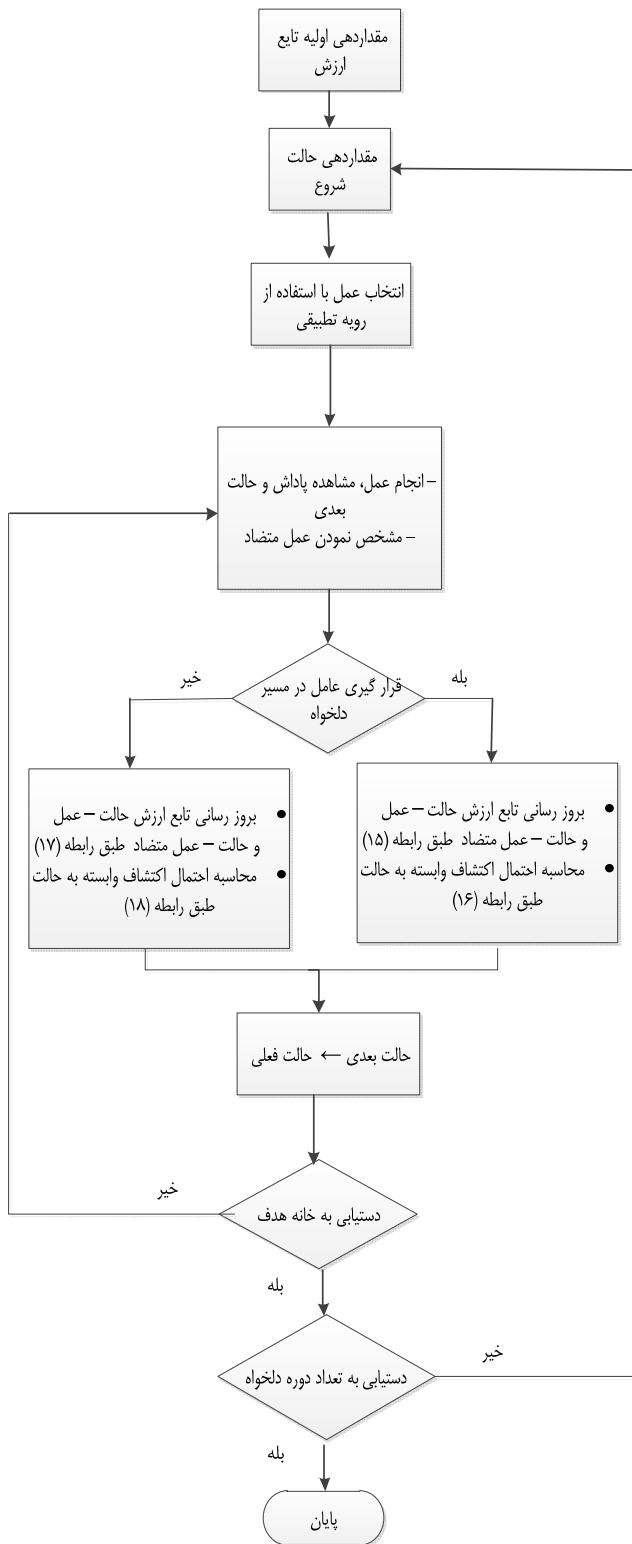 مقداردهی اولیه تابع
ارزش
مقداردهی حالت
شروع
انتخاب عمل با استفاده از
رویه تطبیقی
– انجام عمل، مشاهده پاداش و حالت
بعدی
– مشخص نمودن عمل متضاد
قرار گیری عامل در مسیر
دلخواه
بله
خیر
• بروز رسانی تابع ارزش حالت – عمل
و حالت – عمل متضاد طبق رابطه (۱۵)
• محاسبه احتمال اکتشاف وابسته به حالت
طبق رابطه (۱۶)
• بروز رسانی تابع ارزش حالت – عمل
و حالت – عمل متضاد طبق رابطه (۱۷)
• محاسبه احتمال اکتشاف وابسته به حالت
طبق رابطه (۱۸)
حالت بعدی ← حالت فعلی
دستیابی به خانه هدف
خیر
بله
دستیابی به تعداد دوره دلخواه
خیر
بله
پایان